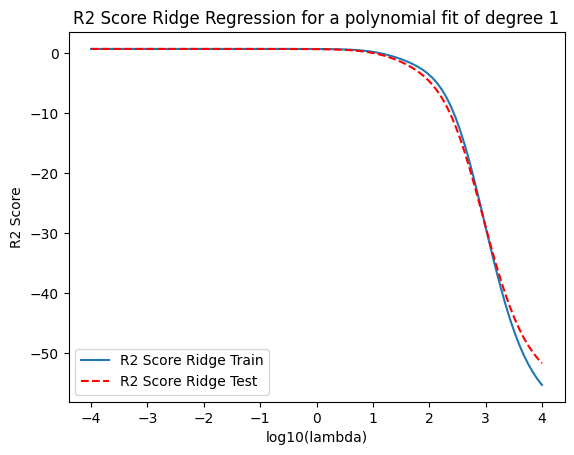 R2 Score Ridge Regression for a polynomial fit of degree 1
R2 Score
0
−10
−20
−30
−40
−50
R2 Score Ridge Train
R2 Score Ridge Test
−4 −3 −2 −1 0 1 2 3 4
log10(lambda)